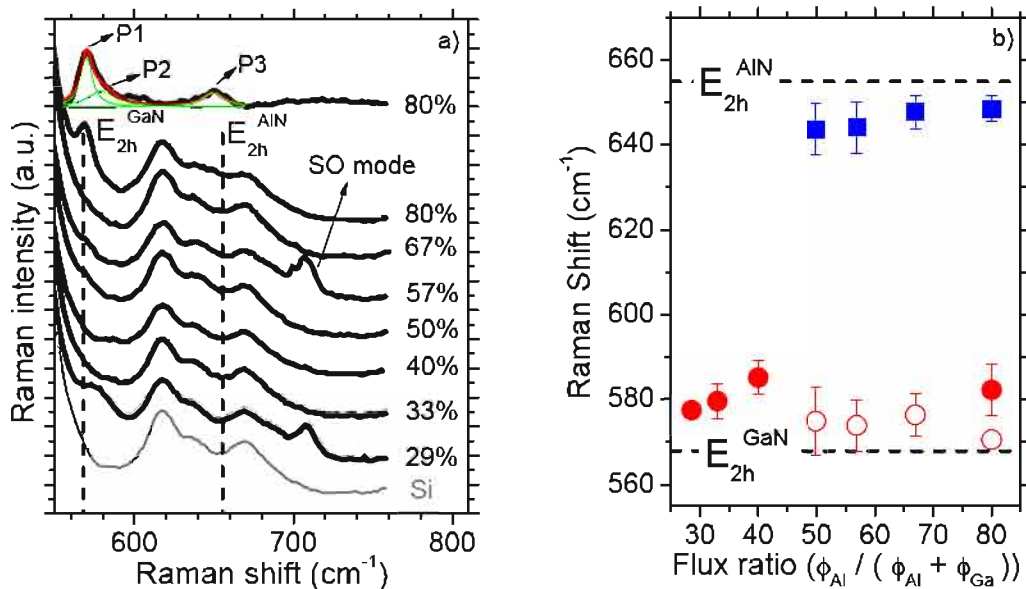 a)
P1
P2
P3
80%
E2h GaN
E2h AlN
SO mode
80%
67%
57%
50%
40%
33%
29%
Si
Raman intensity (a.u.)
600 700 800
Raman shift (cm⁻¹)
b)
660
640
620
600
580
560
E2h AlN
E2h GaN
Raman Shift (cm⁻¹)
30 40 50 60 70 80
Flux ratio (ϕAl / ( ϕAl + ϕGa))